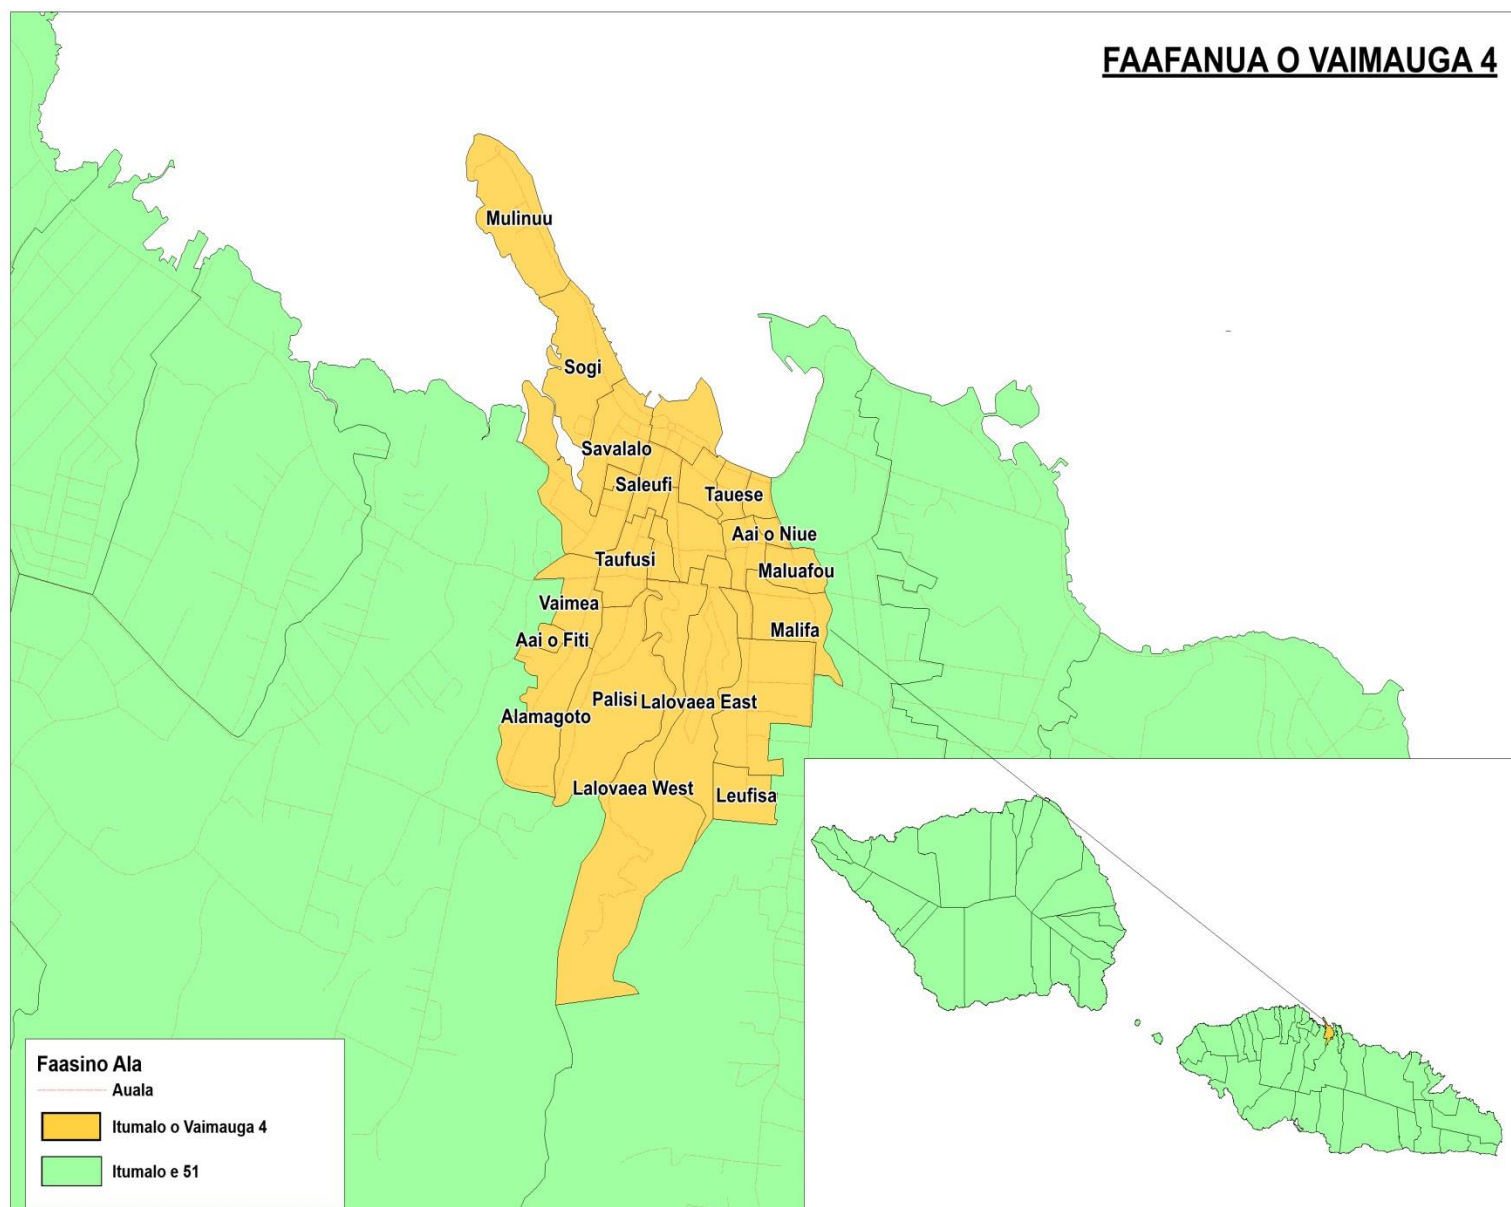 FAAFANUA O VAIMAUGA 4
Mulinuu
Sogi
Savalalo
Saleufi
Tauese
Aai o Niue
Taufusi
Maluafou
Vaimea
Malifa
Aai o Fiti
Palisi
Lalovaea East
Alamagoto
Lalovaea West
Leufisa
Faasino Ala
Auala
Itumalo o Vaimauga 4
Itumalo e 51